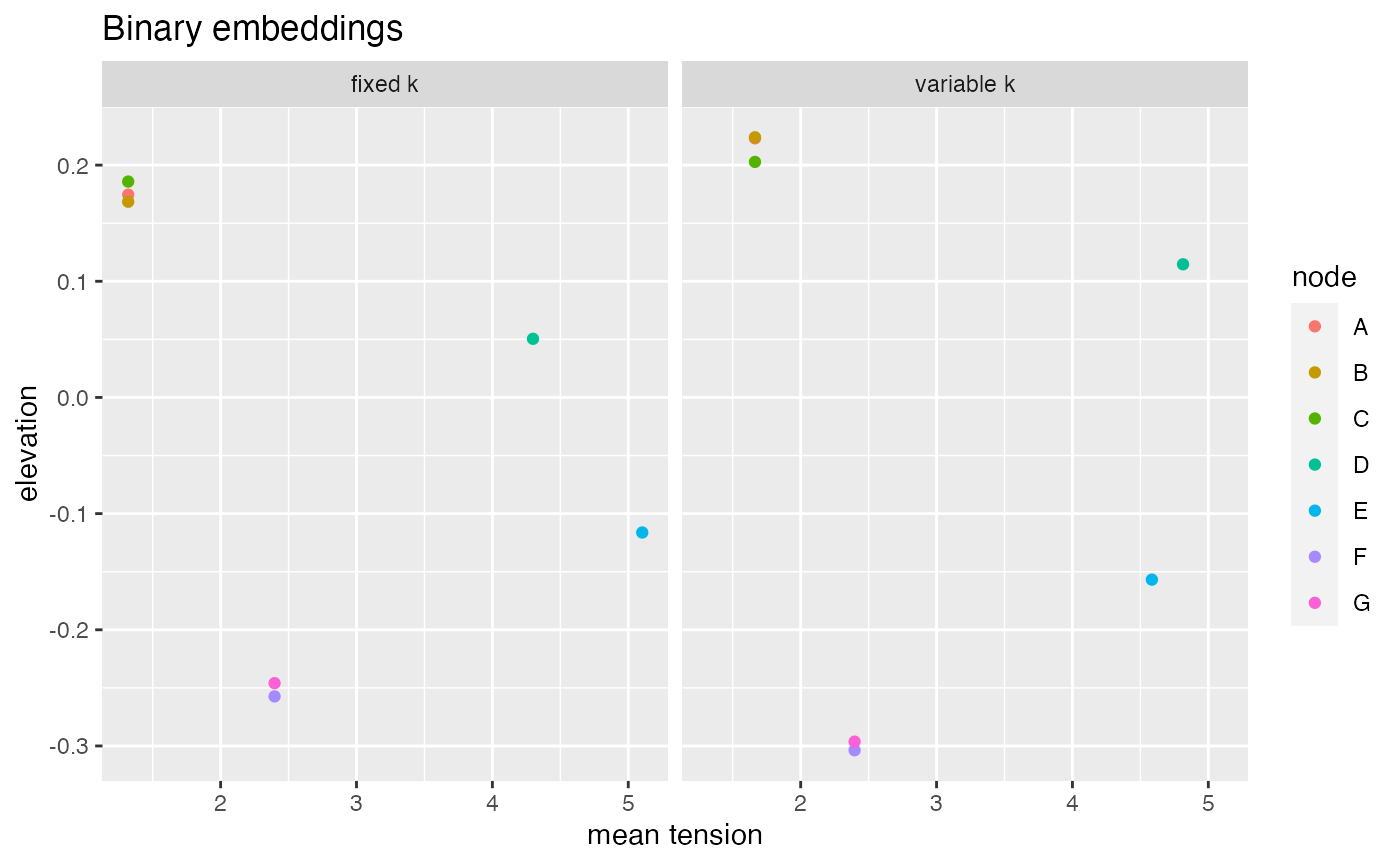 Binary embeddings
fixed k
variable k
elevation
0.2
0.1
0.0
-0.1
-0.2
-0.3
2
3
4
5
2
3
4
5
mean tension
node
A
B
C
D
E
F
G